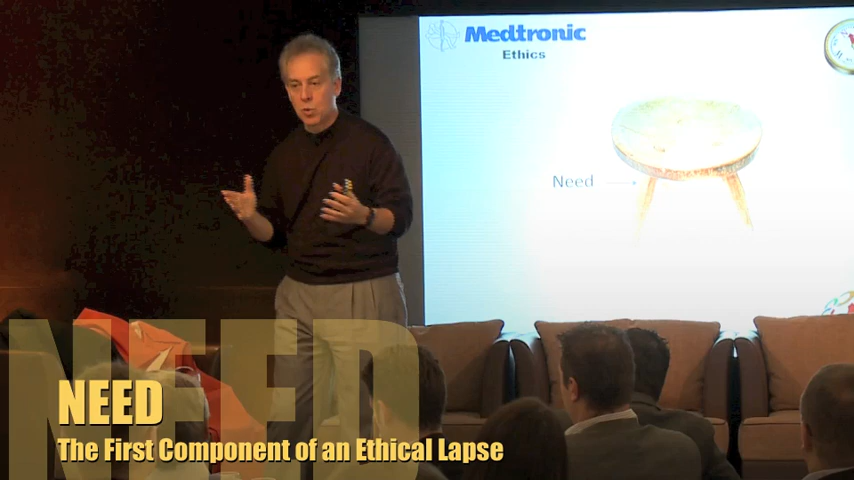 Medtronic
Ethics
Need
NEED
NEED
The First Component of an Ethical Lapse